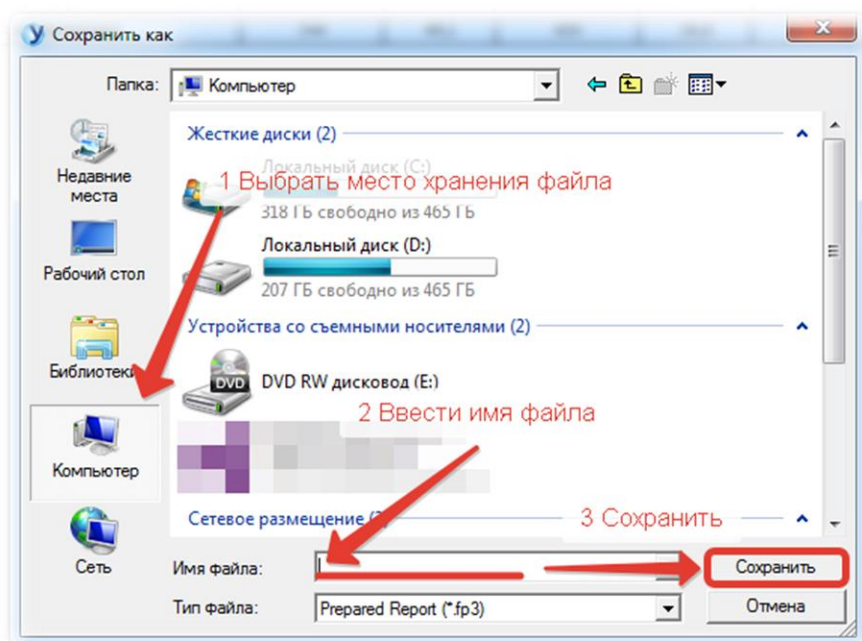 Сохранить как
Папка:
Компьютер
Недавние места
Рабочий стол
Библиотеки
Компьютер
Сеть
Жесткие диски (2)
Локальный диск (C:)
1 Выбрать место хранения файла
318 ГБ свободно из 465 ГБ
Локальный диск (D:)
207 ГБ свободно из 465 ГБ
Устройства со съемными носителями (2)
DVD
DVD RW дисковод (E:)
2 Ввести имя файла
Сетевое размещение
3 Сохранить
Имя файла:
Сохранить
Тип файла:
Prepared Report (*.fp3)
Отмена